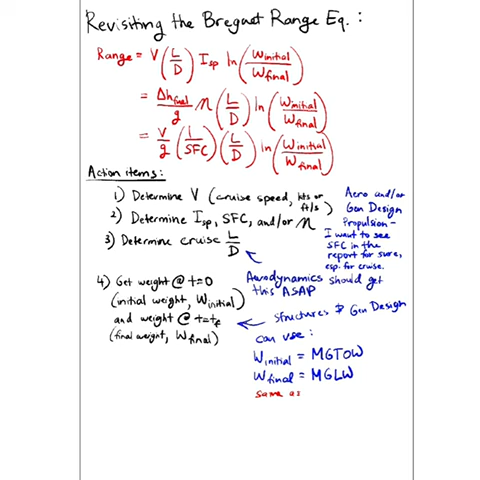 Revisiting the Breguet Range Eq.:
Range = V (L/D) Isp ln (Winitial/Wfinal)
= Δhfuel/g η (L/D) ln (Winitial/Wfinal)
= V/g (1/SFC) (L/D) ln (Winitial/Wfinal)
Action items:
1) Determine V (cruise speed, kts or ft/s)
2) Determine Isp, SFC, and/or η
3) Determine cruise L/D
Aero and/or
Gen Design
Propulsion -
I want to see
SFC in the
report for sure,
esp. for cruise.
Aerodynamics should get
this ASAP
4) Get weight @ t=0
(initial weight, Winitial)
and weight @ t=tf
(final weight, Wfinal)
Structures & Gen Design
can use:
Winitial = MGTOW
Wfinal = MGLW
same as